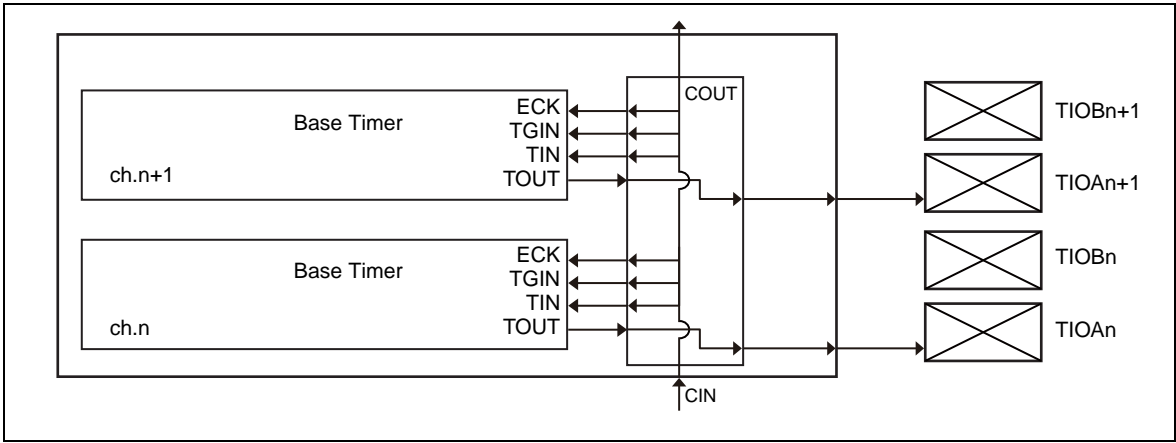 COUT
ECK
TGIN
TIN
TOUT
Base Timer
ch.n+1
ECK
TGIN
TIN
TOUT
Base Timer
ch.n
TIOBn+1
TIOAn+1
TIOBn
TIOAn
CIN